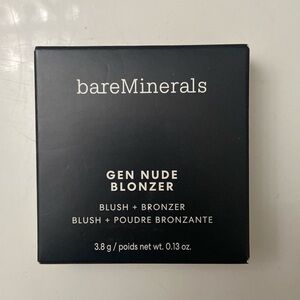 bareMinerals
GEN NUDE
BLONZER
BLUSH + BRONZER
BLUSH + POUDRE BRONZANTE
3.8 g / poids net wt. 0.13 oz.